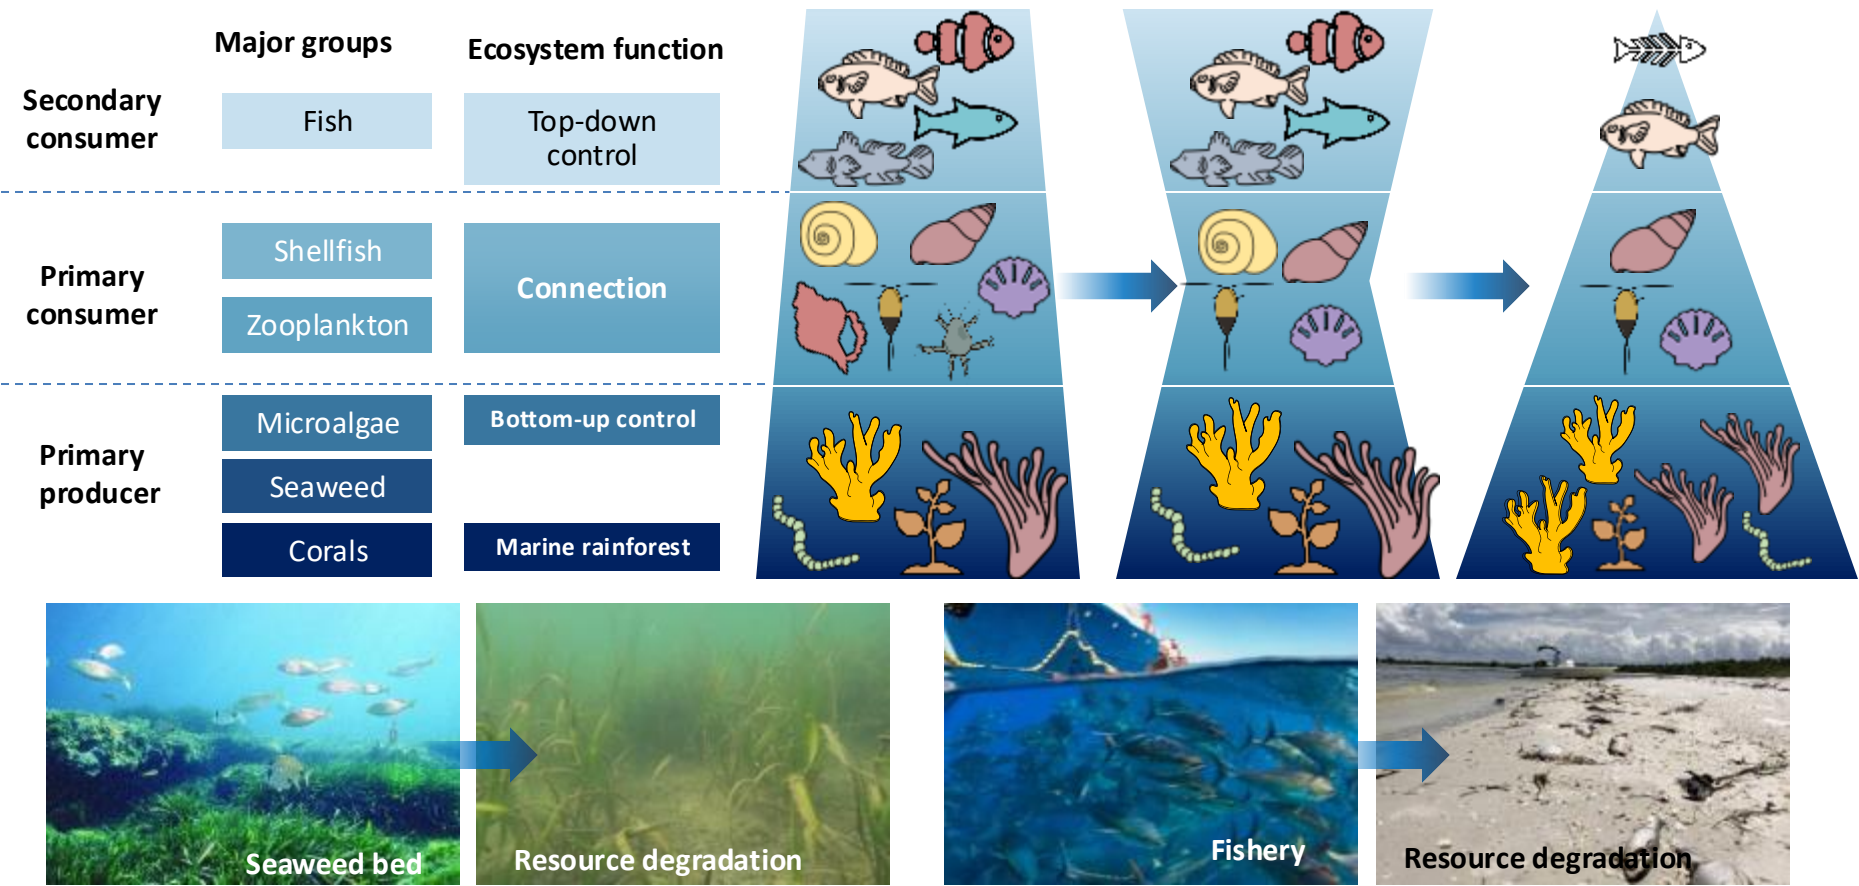 Major groups
Ecosystem function
Secondary
consumer
Fish
Top-down
control
Primary
consumer
Shellfish
Zooplankton
Connection
Primary
producer
Microalgae
Seaweed
Corals
Bottom-up control
Marine rainforest
Seaweed bed
Resource degradation
Fishery
Resource degradation